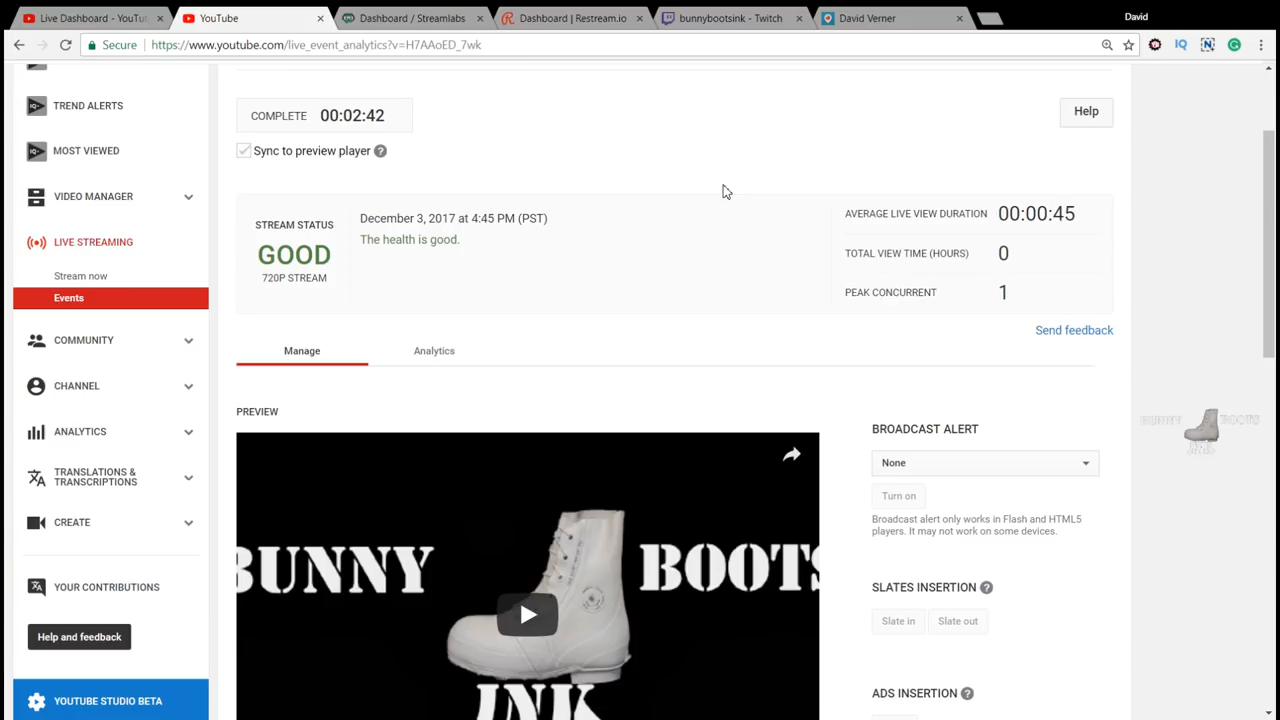 Live Dashboard - YouTu
YouTube
Dashboard / Streamlabs
Dashboard | Restream.io
bunnybootsink - Twitch
David Verner
David
Secure
https://www.youtube.com/live_event_analytics?v=H7AAoED_7wk
TREND ALERTS
MOST VIEWED
VIDEO MANAGER
LIVE STREAMING
Stream now
Events
COMMUNITY
CHANNEL
ANALYTICS
TRANSLATIONS &
TRANSCRIPTIONS
CREATE
YOUR CONTRIBUTIONS
Help and feedback
YOUTUBE STUDIO BETA
COMPLETE 00:02:42
Help
Sync to preview player ?
STREAM STATUS
GOOD
720P STREAM
December 3, 2017 at 4:45 PM (PST)
The health is good.
AVERAGE LIVE VIEW DURATION 00:00:45
TOTAL VIEW TIME (HOURS) 0
PEAK CONCURRENT 1
Send feedback
Manage
Analytics
PREVIEW
BUNNY BOOTS
INK
BROADCAST ALERT
None
Turn on
Broadcast alert only works in Flash and HTML5
players. It may not work on some devices.
SLATES INSERTION ?
Slate in
Slate out
ADS INSERTION ?
BUNNY BOOTS
INK